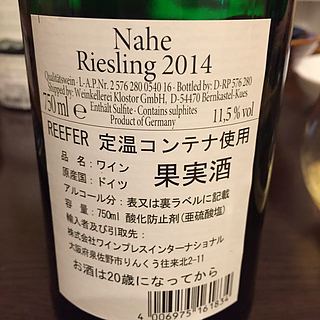 Nahe
Riesling 2014
Qualitätswein · L·A.P.Nr. 2 576 280 0540 16 · Bottled by: D-RP 576 280
Shipped by: Weinkellerei Klostor GmbH, D-54470 Bernkastel-Kues
750 ml e Enthält Sulfite · Contains sulphites 11,5% vol
Product of Germany
REEFER 定温コンテナ使用
品名:ワイン 果実酒
原産国:ドイツ
アルコール分:表又は裏ラベルに記載
容量:750ml 酸化防止剤(亜硫酸塩)
輸入者及び引取先:
株式会社ワインプレスインターナショナル
大阪府泉佐野市りんくう往来北2-11
お酒は20歳になってから
4 006975 161834